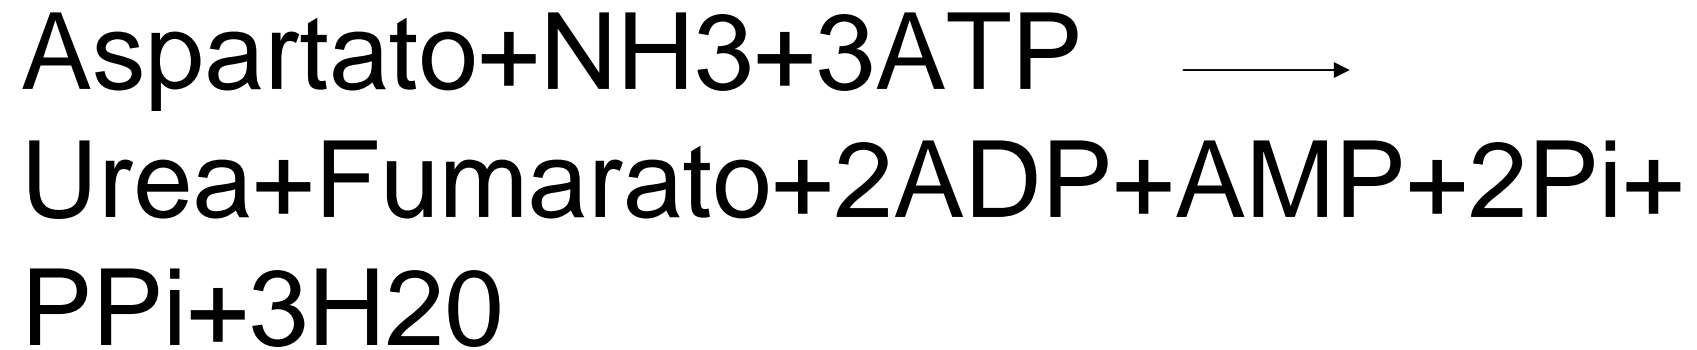 Aspartato+NH3+3ATP →
Urea+Fumarato+2ADP+AMP+2Pi+
PPi+3H20